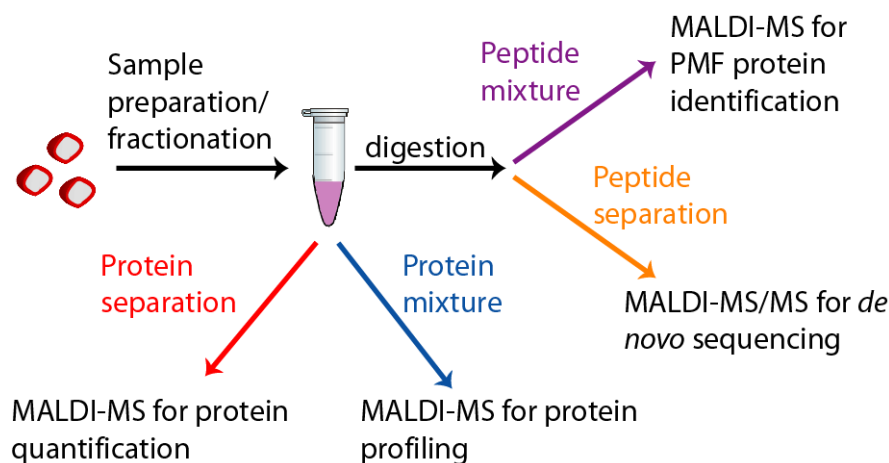 Sample
preparation/
fractionation
digestion
Peptide
mixture
MALDI-MS for
PMF protein
identification
Peptide
separation
MALDI-MS/MS for de
novo sequencing
Protein
separation
Protein
mixture
MALDI-MS for protein
quantification
MALDI-MS for protein
profiling